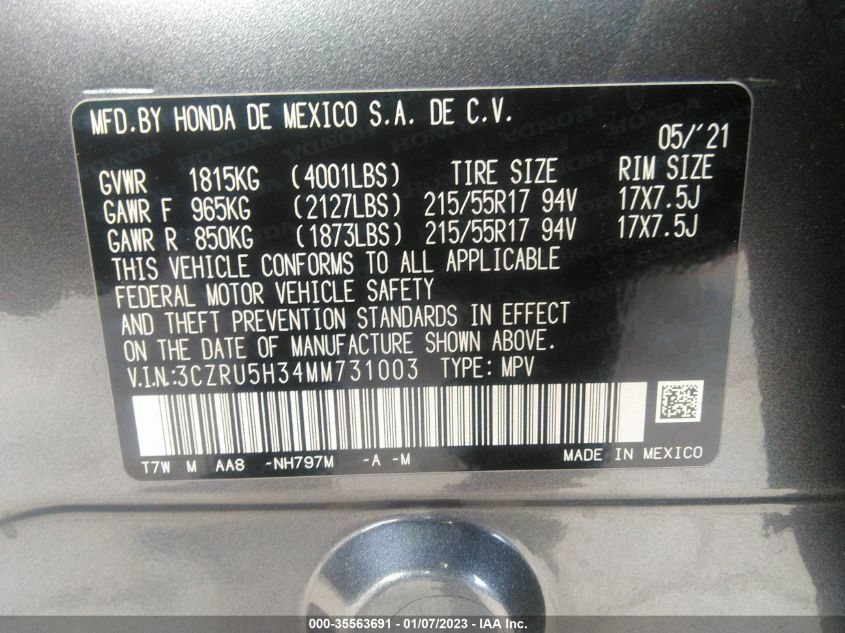 MFD.BY HONDA DE MEXICO S.A. DE C.V.
05/'21
GVWR 1815KG (4001LBS) TIRE SIZE RIM SIZE
GAWR F 965KG (2127LBS) 215/55R17 94V 17X7.5J
GAWR R 850KG (1873LBS) 215/55R17 94V 17X7.5J
THIS VEHICLE CONFORMS TO ALL APPLICABLE
FEDERAL MOTOR VEHICLE SAFETY
AND THEFT PREVENTION STANDARDS IN EFFECT
ON THE DATE OF MANUFACTURE SHOWN ABOVE.
V.I.N.:3CZRU5H34MM731003 TYPE: MPV
T7W M AA8 -NH797M -A -M MADE IN MEXICO
000-35563691 - 01/07/2023 - IAA Inc.